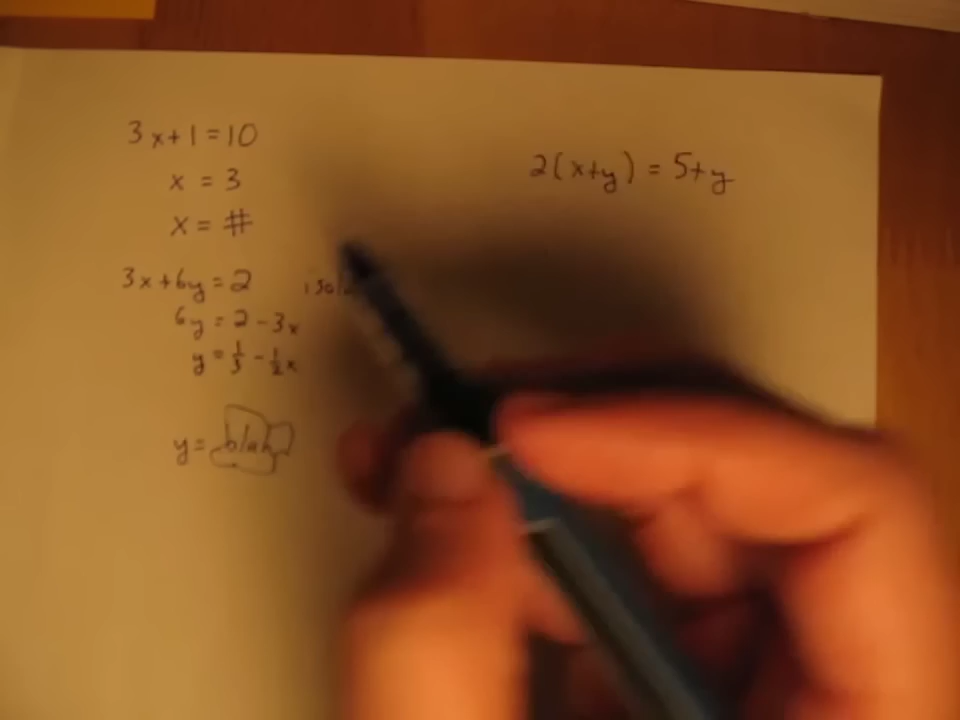 3x+1=10
x = 3
x = #
3x+6y=2
6y = 2-3x
y = 1/3 - 1/2x
y = blah
2(x+y) = 5+y